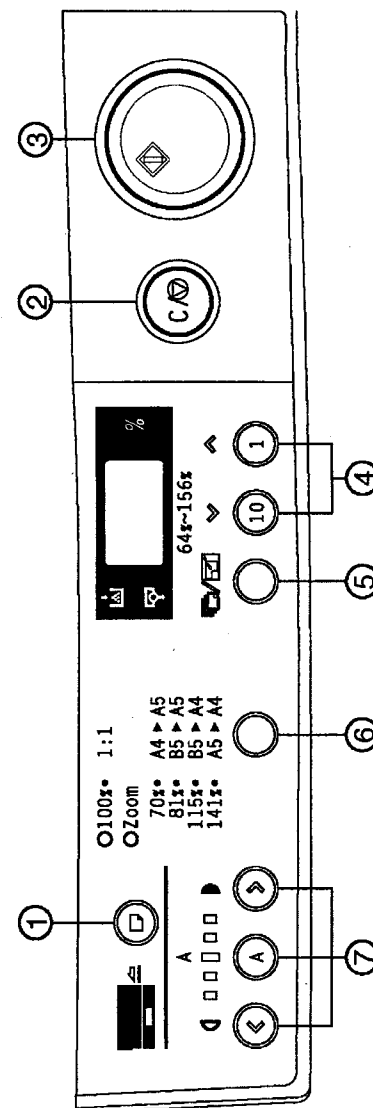 1
2
3
○100%• 1:1
○Zoom
70%• A4 ▶ A5
81%• B5 ▶ A5
115%• B5 ▶ A4
141%• A5 ▶ A4
%
64%~156%
C/
A
A
10
1
7
6
5
4